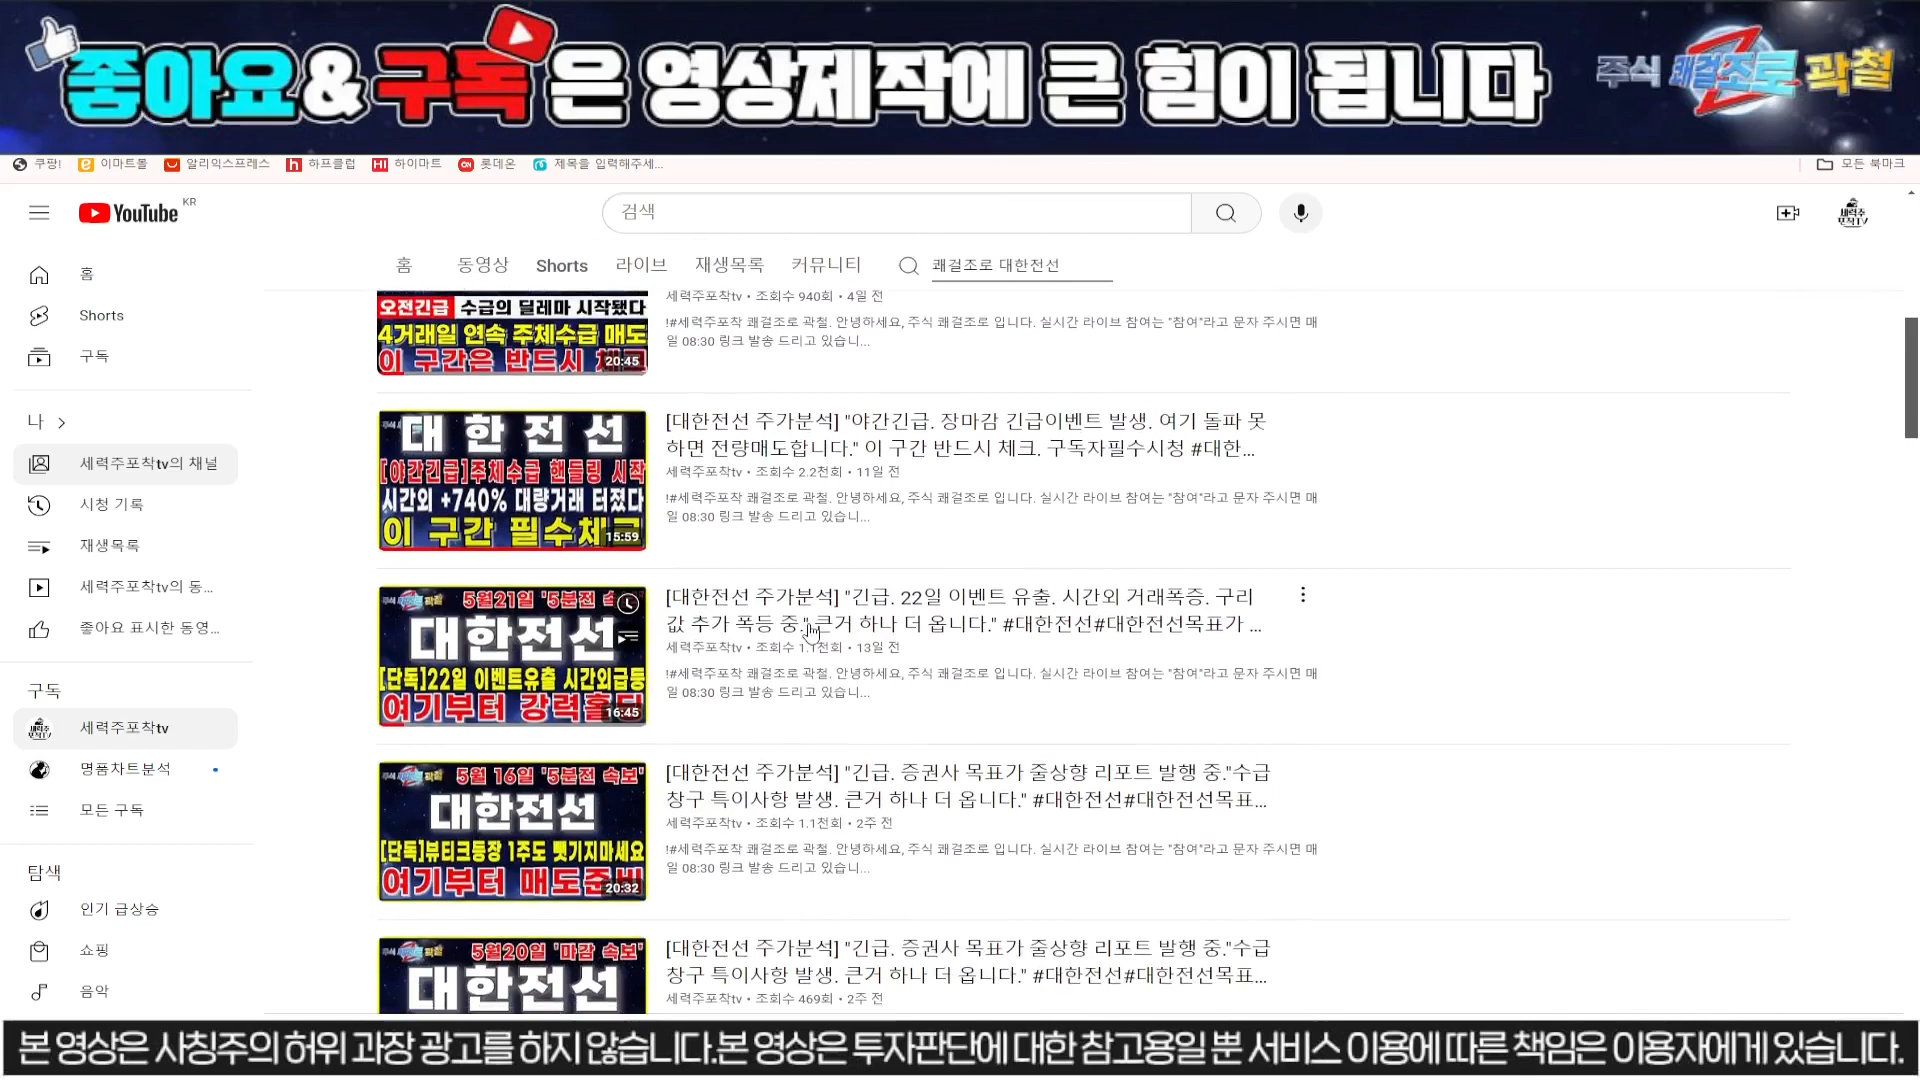 좋아요&구독은 영상제작에 큰 힘이 됩니다
주식 쾌걸조로 곽철
쿠팡! 이마트몰 알리익스프레스 하프클럽 하이마트 롯데온 제목을 입력해주세... 모든 북마크
YouTube KR
검색
세력주포착TV
홈 동영상 Shorts 라이브 재생목록 커뮤니티 쾌걸조로 대한전선
홈
Shorts
구독
나
세력주포착tv의 채널
시청 기록
재생목록
세력주포착tv의 동...
좋아요 표시한 동영...
구독
세력주포착tv
명품차트분석
모든 구독
탐색
인기 급상승
쇼핑
음악
오전긴급 수급의 딜레마 시작됐다
4거래일 연속 주체수급 매도
이 구간은 반드시 체크
20:45
세력주포착tv • 조회수 940회 • 4일 전
!#세력주포착 쾌걸조로 곽철. 안녕하세요, 주식 쾌걸조로 입니다. 실시간 라이브 참여는 "참여"라고 문자 주시면 매
일 08:30 링크 발송 드리고 있습니...
대한전선
[야간긴급]주체수급 핸들링 시작
시간외 +740% 대량거래 터졌다
이 구간 필수체크
15:59
[대한전선 주가분석] "야간긴급. 장마감 긴급이벤트 발생. 여기 돌파 못
하면 전량매도합니다." 이 구간 반드시 체크. 구독자필수시청 #대한...
세력주포착tv • 조회수 2.2천회 • 11일 전
!#세력주포착 쾌걸조로 곽철. 안녕하세요, 주식 쾌걸조로 입니다. 실시간 라이브 참여는 "참여"라고 문자 주시면 매
일 08:30 링크 발송 드리고 있습니...
5월21일 '5분전
대한전선
[단독]22일 이벤트유출 시간외급등
여기부터 강력홀딩
16:45
[대한전선 주가분석] "긴급. 22일 이벤트 유출. 시간외 거래폭증. 구리
값 추가 폭등 중." 큰거 하나 더 옵니다." #대한전선#대한전선목표가 ...
세력주포착tv • 조회수 1.1천회 • 13일 전
!#세력주포착 쾌걸조로 곽철. 안녕하세요, 주식 쾌걸조로 입니다. 실시간 라이브 참여는 "참여"라고 문자 주시면 매
일 08:30 링크 발송 드리고 있습니...
5월 16일 '5분전 속보'
대한전선
[단독]뷰티크등장 1주도 뺏기지마세요
여기부터 매도준비
20:32
[대한전선 주가분석] "긴급. 증권사 목표가 줄상향 리포트 발행 중."수급
창구 특이사항 발생. 큰거 하나 더 옵니다." #대한전선#대한전선목표...
세력주포착tv • 조회수 1.1천회 • 2주 전
!#세력주포착 쾌걸조로 곽철. 안녕하세요, 주식 쾌걸조로 입니다. 실시간 라이브 참여는 "참여"라고 문자 주시면 매
일 08:30 링크 발송 드리고 있습니...
5월20일 '마감 속보'
대한전선
[대한전선 주가분석] "긴급. 증권사 목표가 줄상향 리포트 발행 중."수급
창구 특이사항 발생. 큰거 하나 더 옵니다." #대한전선#대한전선목표...
세력주포착tv • 조회수 469회 • 2주 전
본 영상은 사칭주의 허위 과장 광고를 하지 않습니다.본 영상은 투자판단에 대한 참고용일 뿐 서비스 이용에 따른 책임은 이용자에게 있습니다.